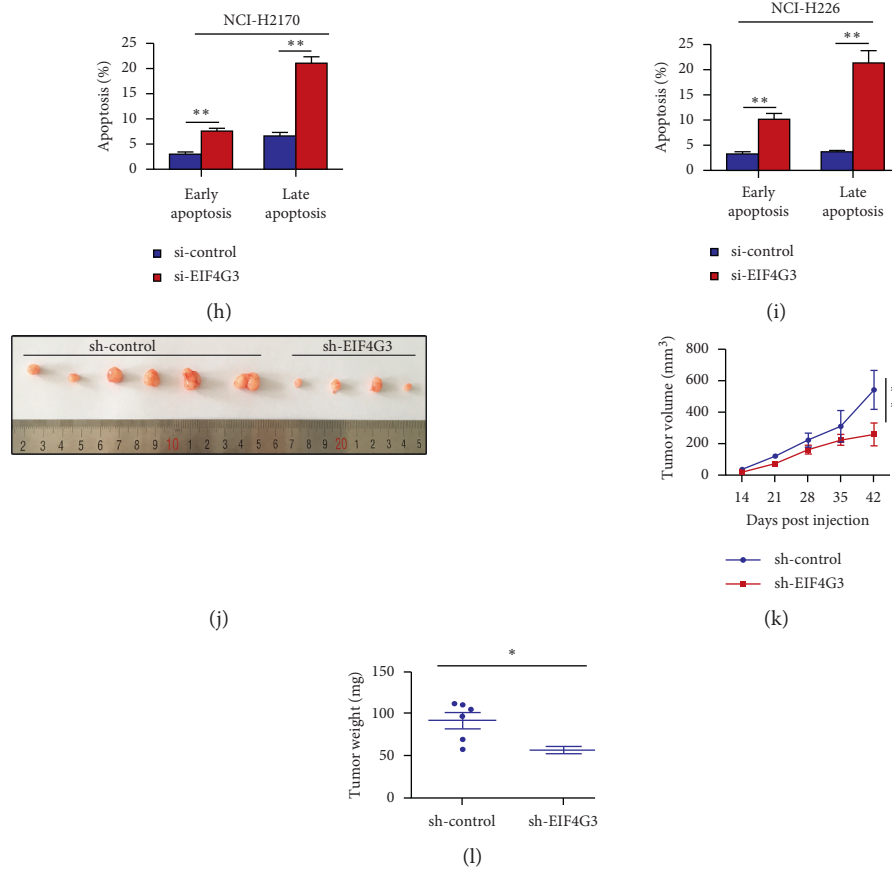 NCI-H2170
Apoptosis (%)
25
20
15
10
5
0
**
**
Early apoptosis
Late apoptosis
si-control
si-EIF4G3
(h)
NCI-H226
Apoptosis (%)
25
20
15
10
5
0
**
**
Early apoptosis
Late apoptosis
si-control
si-EIF4G3
(i)
sh-control
sh-EIF4G3
2 3 4 5 6 7 8 9 10 1 2 3 4 5 6 7 8 9 20 1 2 3 4 5
(j)
Tumor volume (mm³)
800
600
400
200
0
14 21 28 35 42
Days post injection
sh-control
sh-EIF4G3
(k)
Tumor weight (mg)
150
100
50
0
*
sh-control
sh-EIF4G3
(l)